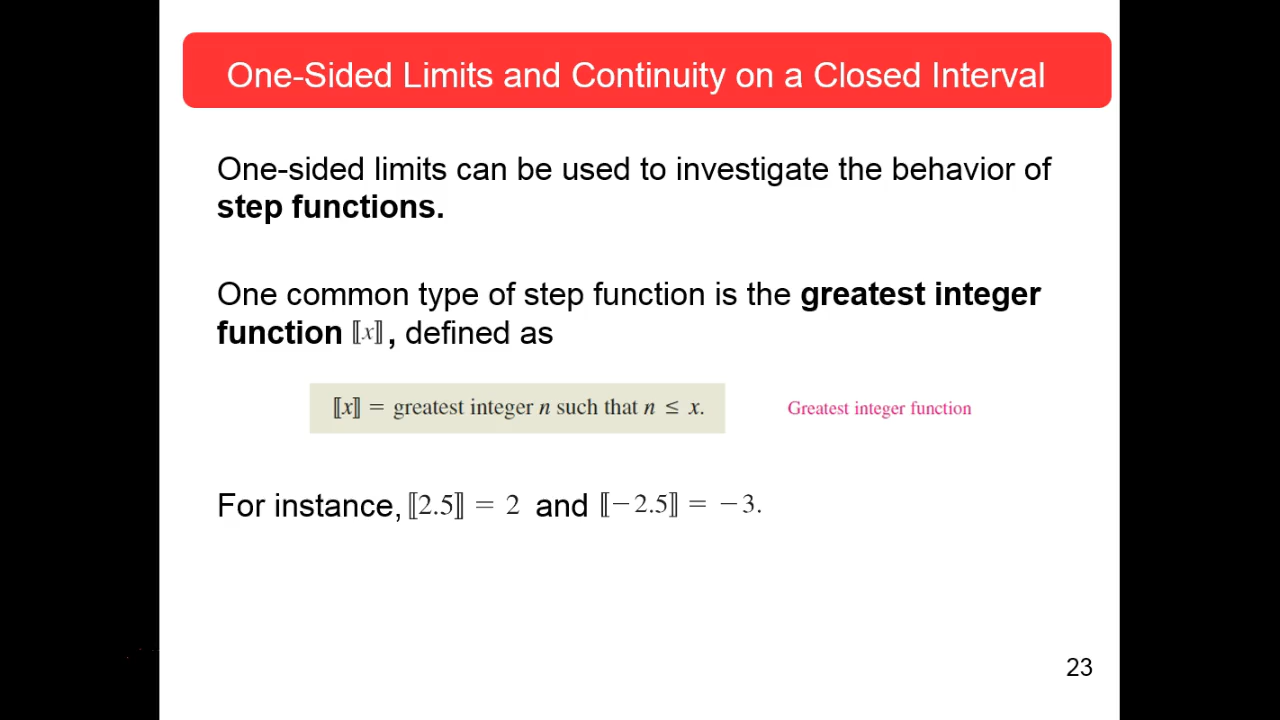 One-Sided Limits and Continuity on a Closed Interval
One-sided limits can be used to investigate the behavior of
step functions.
One common type of step function is the greatest integer
function ⟦x⟧, defined as
⟦x⟧ = greatest integer n such that n ≤ x.
Greatest integer function
For instance, ⟦2.5⟧ = 2 and ⟦−2.5⟧ = −3.
23